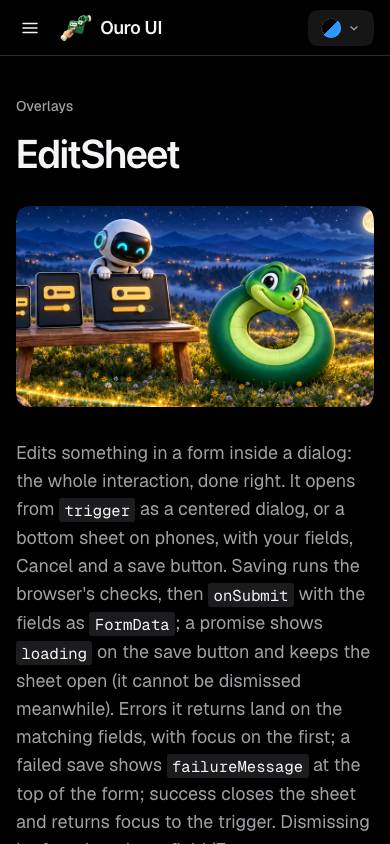 Ouro UI
Overlays
EditSheet
Edits something in a form inside a dialog:
the whole interaction, done right. It opens
from trigger as a centered dialog, or a
bottom sheet on phones, with your fields,
Cancel and a save button. Saving runs the
browser's checks, then onSubmit with the
fields as FormData; a promise shows
loading on the save button and keeps the
sheet open (it cannot be dismissed
meanwhile). Errors it returns land on the
matching fields, with focus on the first; a
failed save shows failureMessage at the
top of the form; success closes the sheet
and returns focus to the trigger. Dismissing